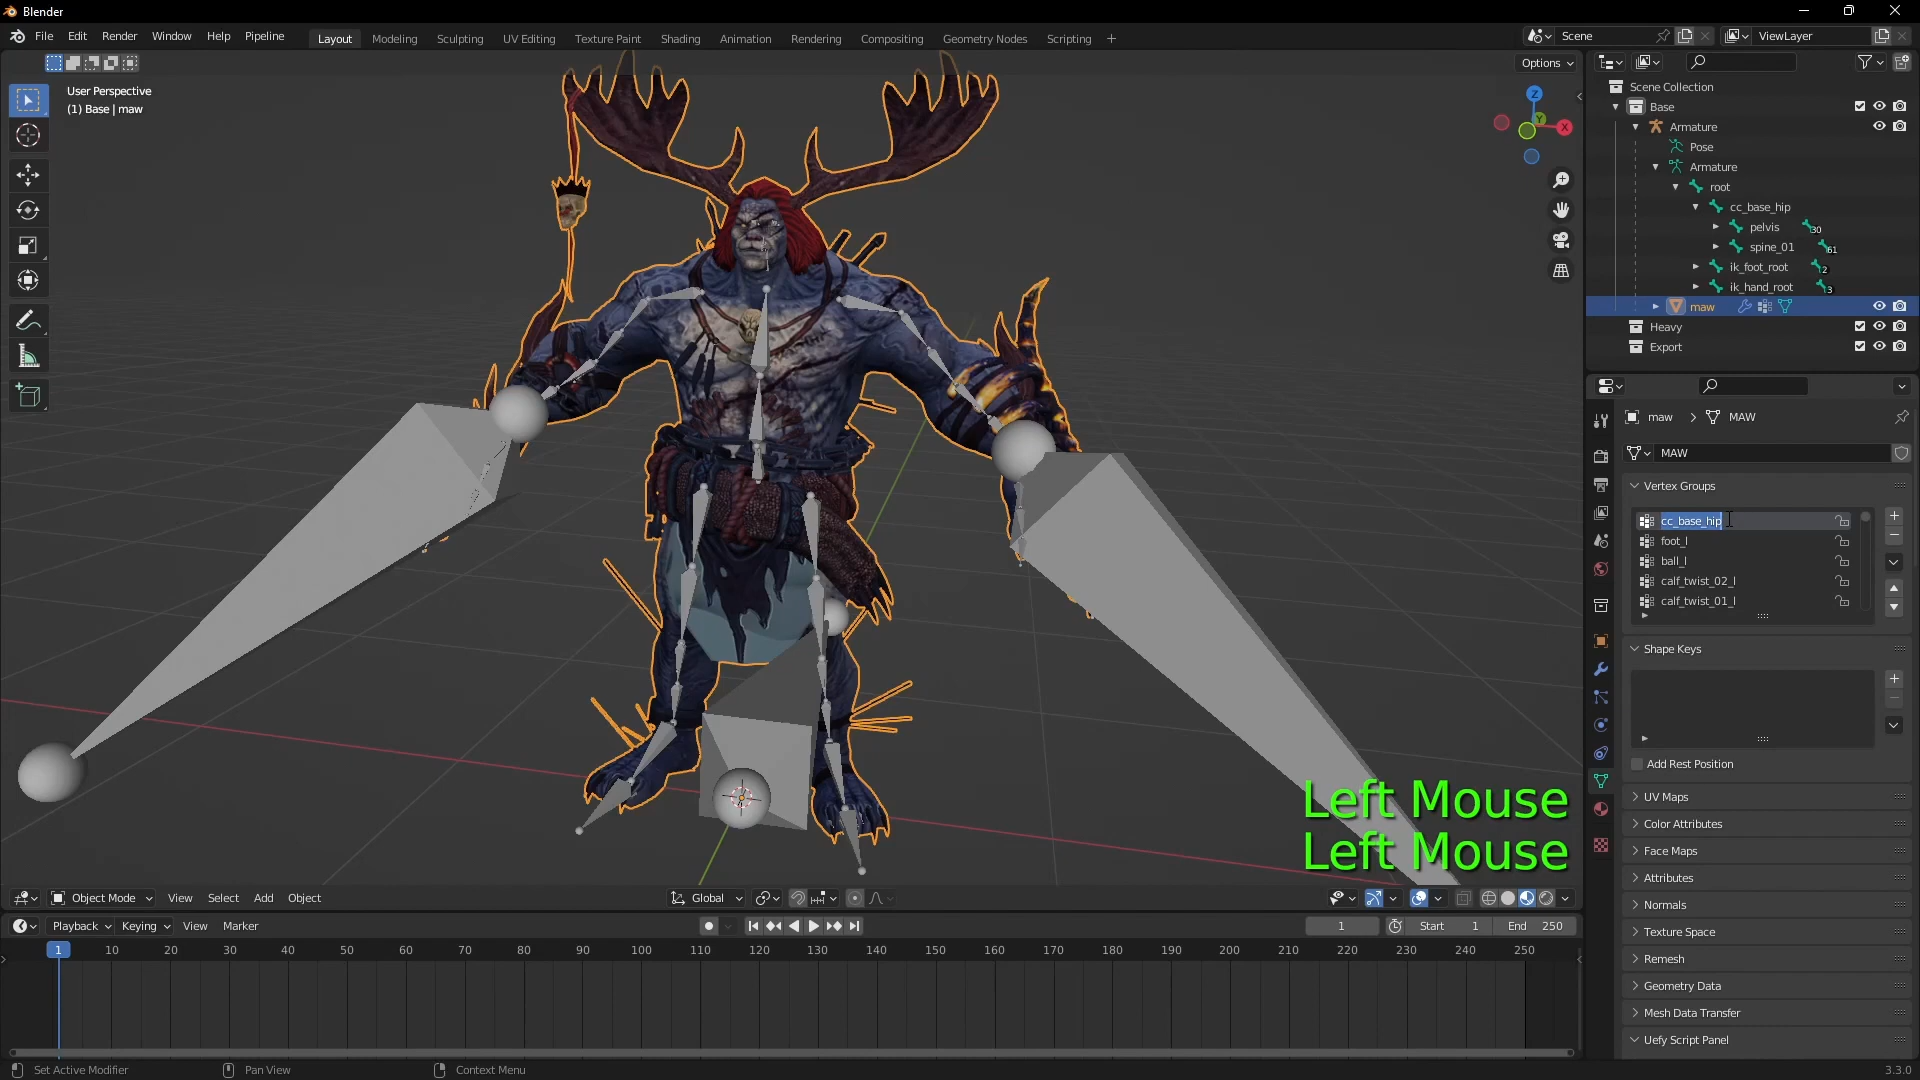 Blender
File Edit Render Window Help Pipeline Layout Modeling Sculpting UV Editing Texture Paint Shading Animation Rendering Compositing Geometry Nodes Scripting + Scene ViewLayer
Options
User Perspective
(1) Base | maw
Z
Y
X
Scene Collection
Base
Armature
Pose
Armature
root
cc_base_hip
pelvis 30
spine_01 61
ik_foot_root 2
ik_hand_root 3
maw
Heavy
Export
maw > MAW
MAW
Vertex Groups
cc_base_hip
foot_l
ball_l
calf_twist_02_l
calf_twist_01_l
Shape Keys
Add Rest Position
UV Maps
Color Attributes
Face Maps
Attributes
Normals
Texture Space
Remesh
Geometry Data
Mesh Data Transfer
Uefy Script Panel
Left Mouse
Left Mouse
Object Mode View Select Add Object Global
Playback Keying View Marker 1 Start 1 End 250
1 10 20 30 40 50 60 70 80 90 100 110 120 130 140 150 160 170 180 190 200 210 220 230 240 250
Set Active Modifier Pan View Context Menu 3.3.0